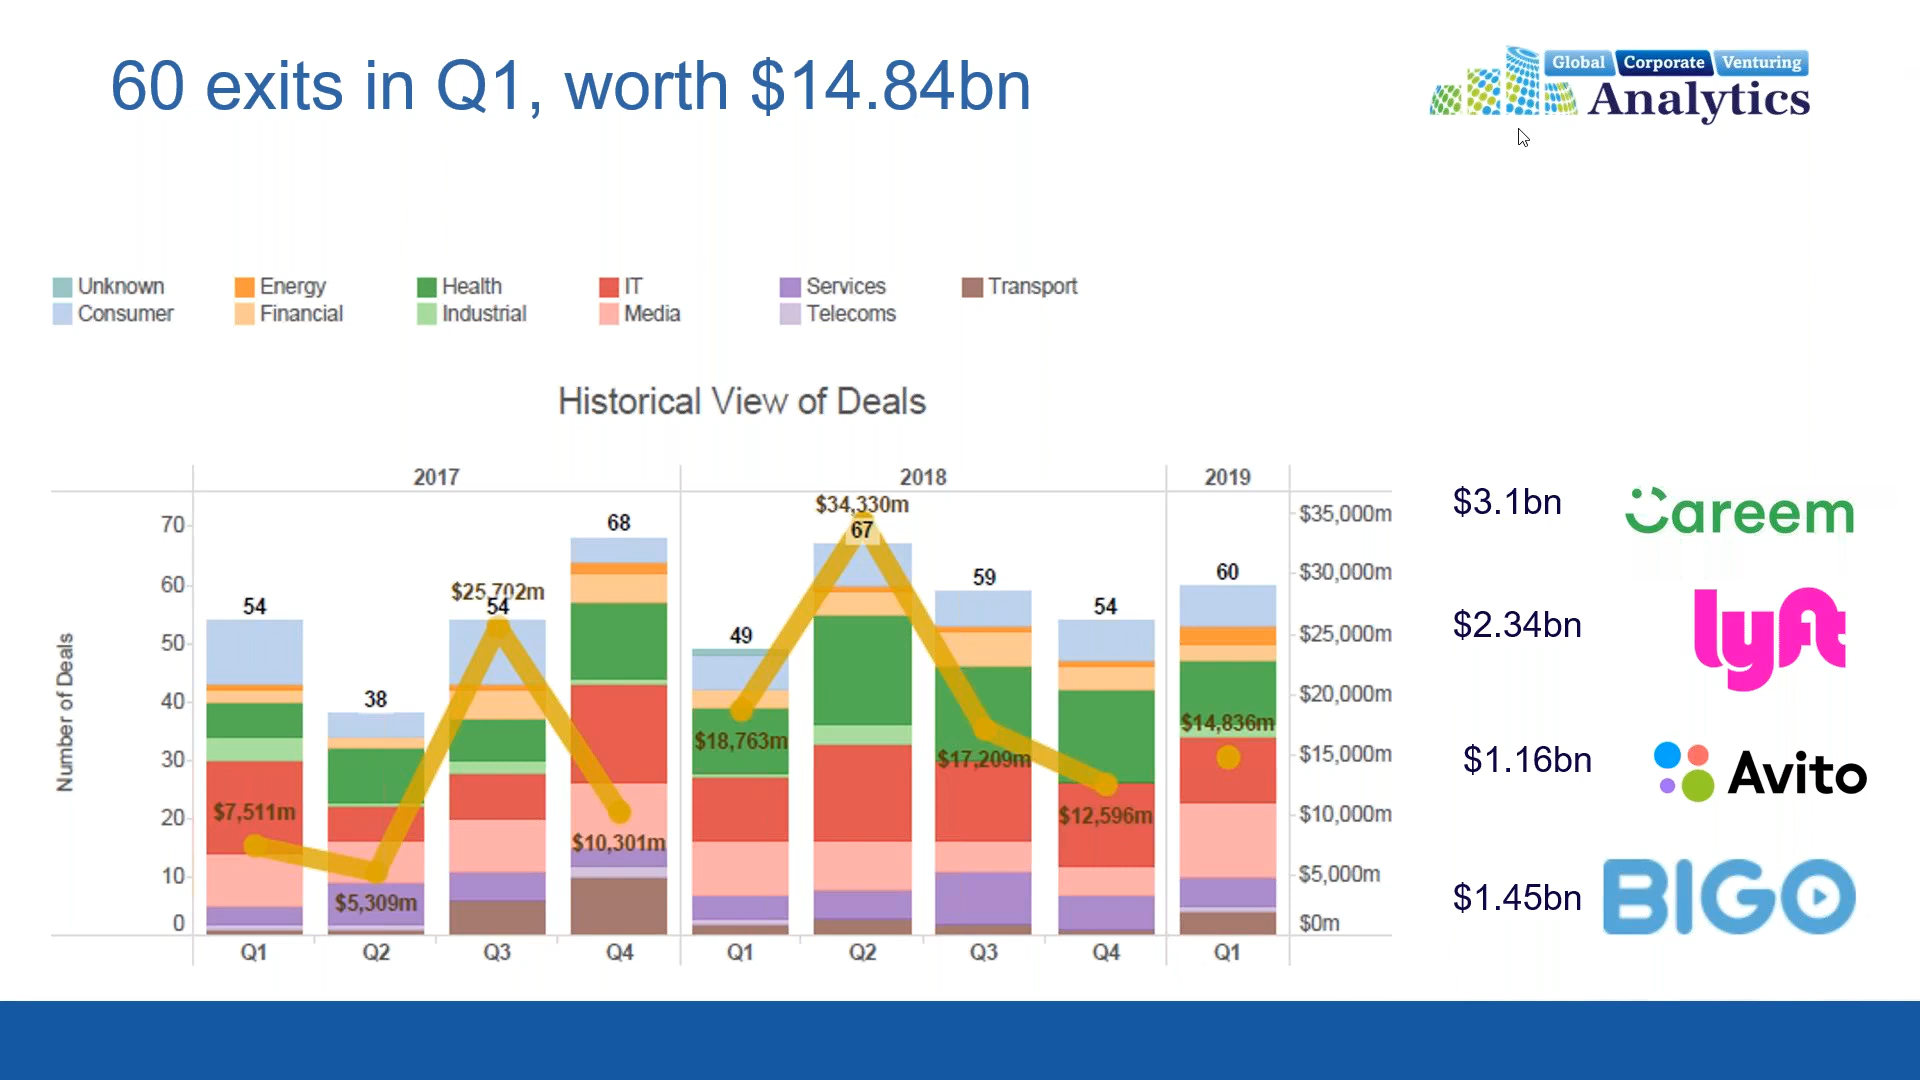 60 exits in Q1, worth $14.84bn
Global Corporate Venturing
Analytics
Unknown Energy Health IT Services Transport
Consumer Financial Industrial Media Telecoms
Historical View of Deals
2017 2018 2019
Number of Deals
70
60
50
40
30
20
10
0
54
$7,511m
38
$5,309m
$25,702m
54
68
$10,301m
49
$18,763m
$34,330m
67
59
$17,209m
54
$12,596m
60
$14,836m
$35,000m
$30,000m
$25,000m
$20,000m
$15,000m
$10,000m
$5,000m
$0m
Q1 Q2 Q3 Q4 Q1 Q2 Q3 Q4 Q1
$3.1bn Careem
$2.34bn lyft
$1.16bn Avito
$1.45bn BIGO